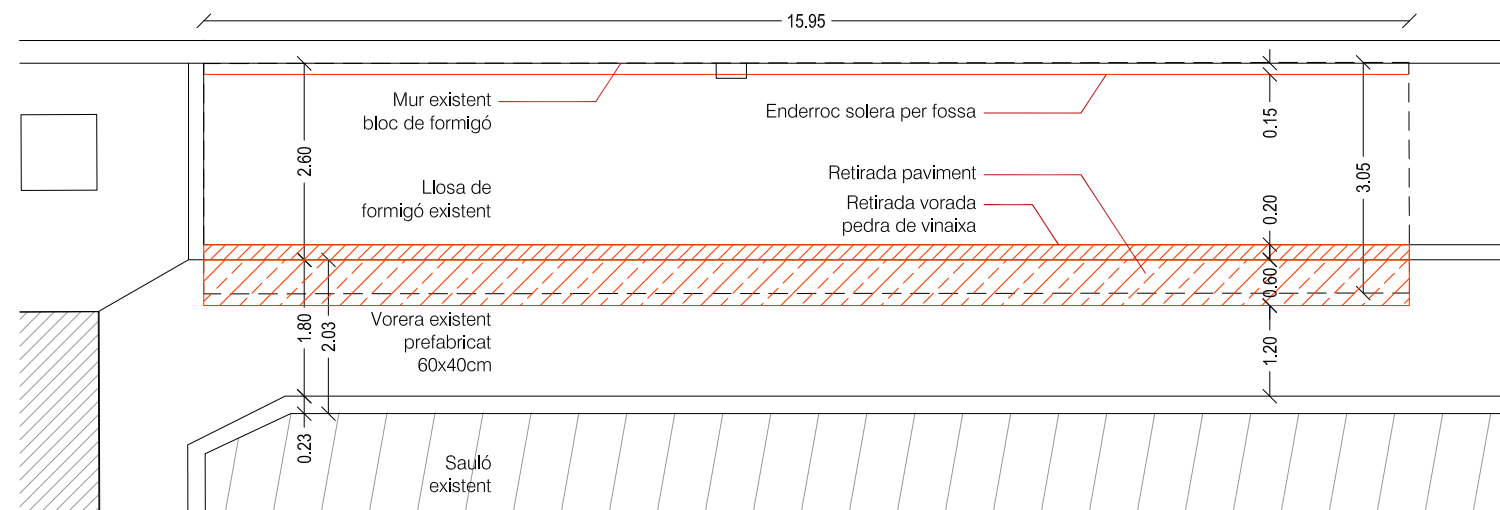 15.95
Mur existent
bloc de formigó
Enderroc solera per fossa
0.15
2.60
3.05
Retirada paviment
Llosa de
formigó existent
Retirada vorada
pedra de vinaixa
0.20
0.60
1.80
2.03
Vorera existent
prefabricat
60x40cm
1.20
0.23
Sauló
existent